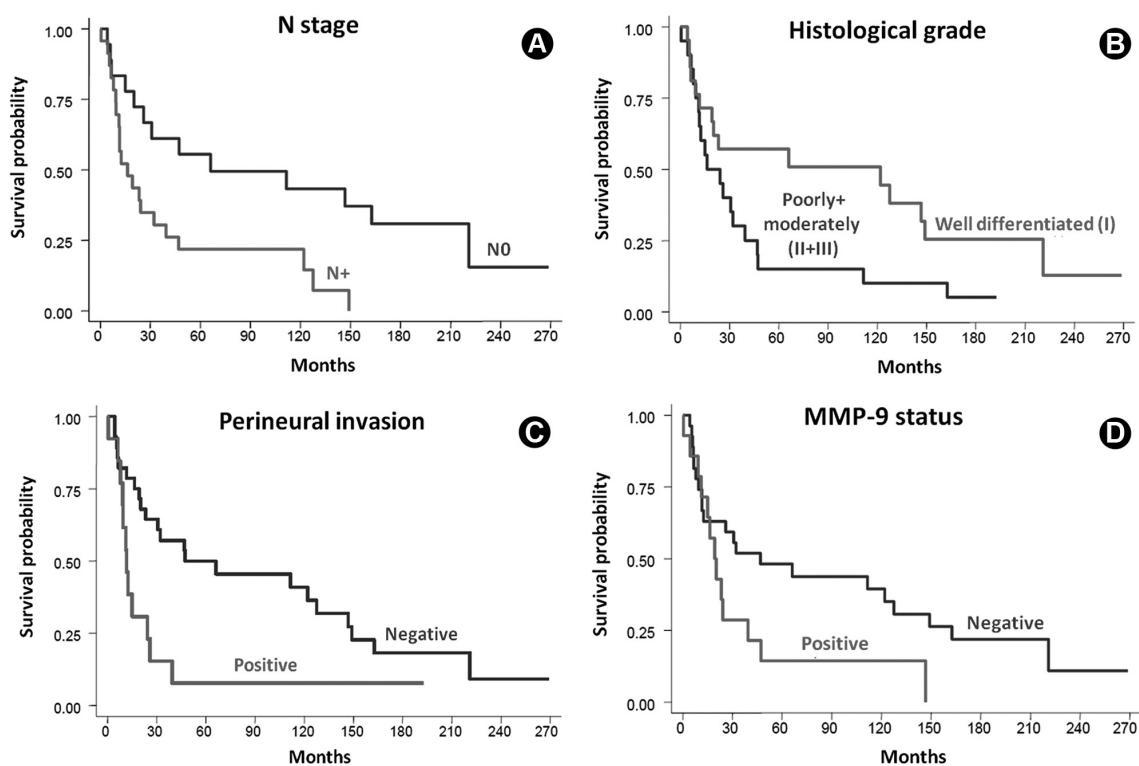 N stage
A
Survival probability
1.00
0.75
0.50
0.25
0.00
N0
N+
0 30 60 90 120 150 180 210 240 270
Months
Histological grade
B
Survival probability
1.00
0.75
0.50
0.25
0.00
Poorly+
moderately
(II+III)
Well differentiated (I)
0 30 60 90 120 150 180 210 240 270
Months
Perineural invasion
C
Survival probability
1.00
0.75
0.50
0.25
0.00
Negative
Positive
0 30 60 90 120 150 180 210 240 270
Months
MMP-9 status
D
Survival probability
1.00
0.75
0.50
0.25
0.00
Negative
Positive
0 30 60 90 120 150 180 210 240 270
Months